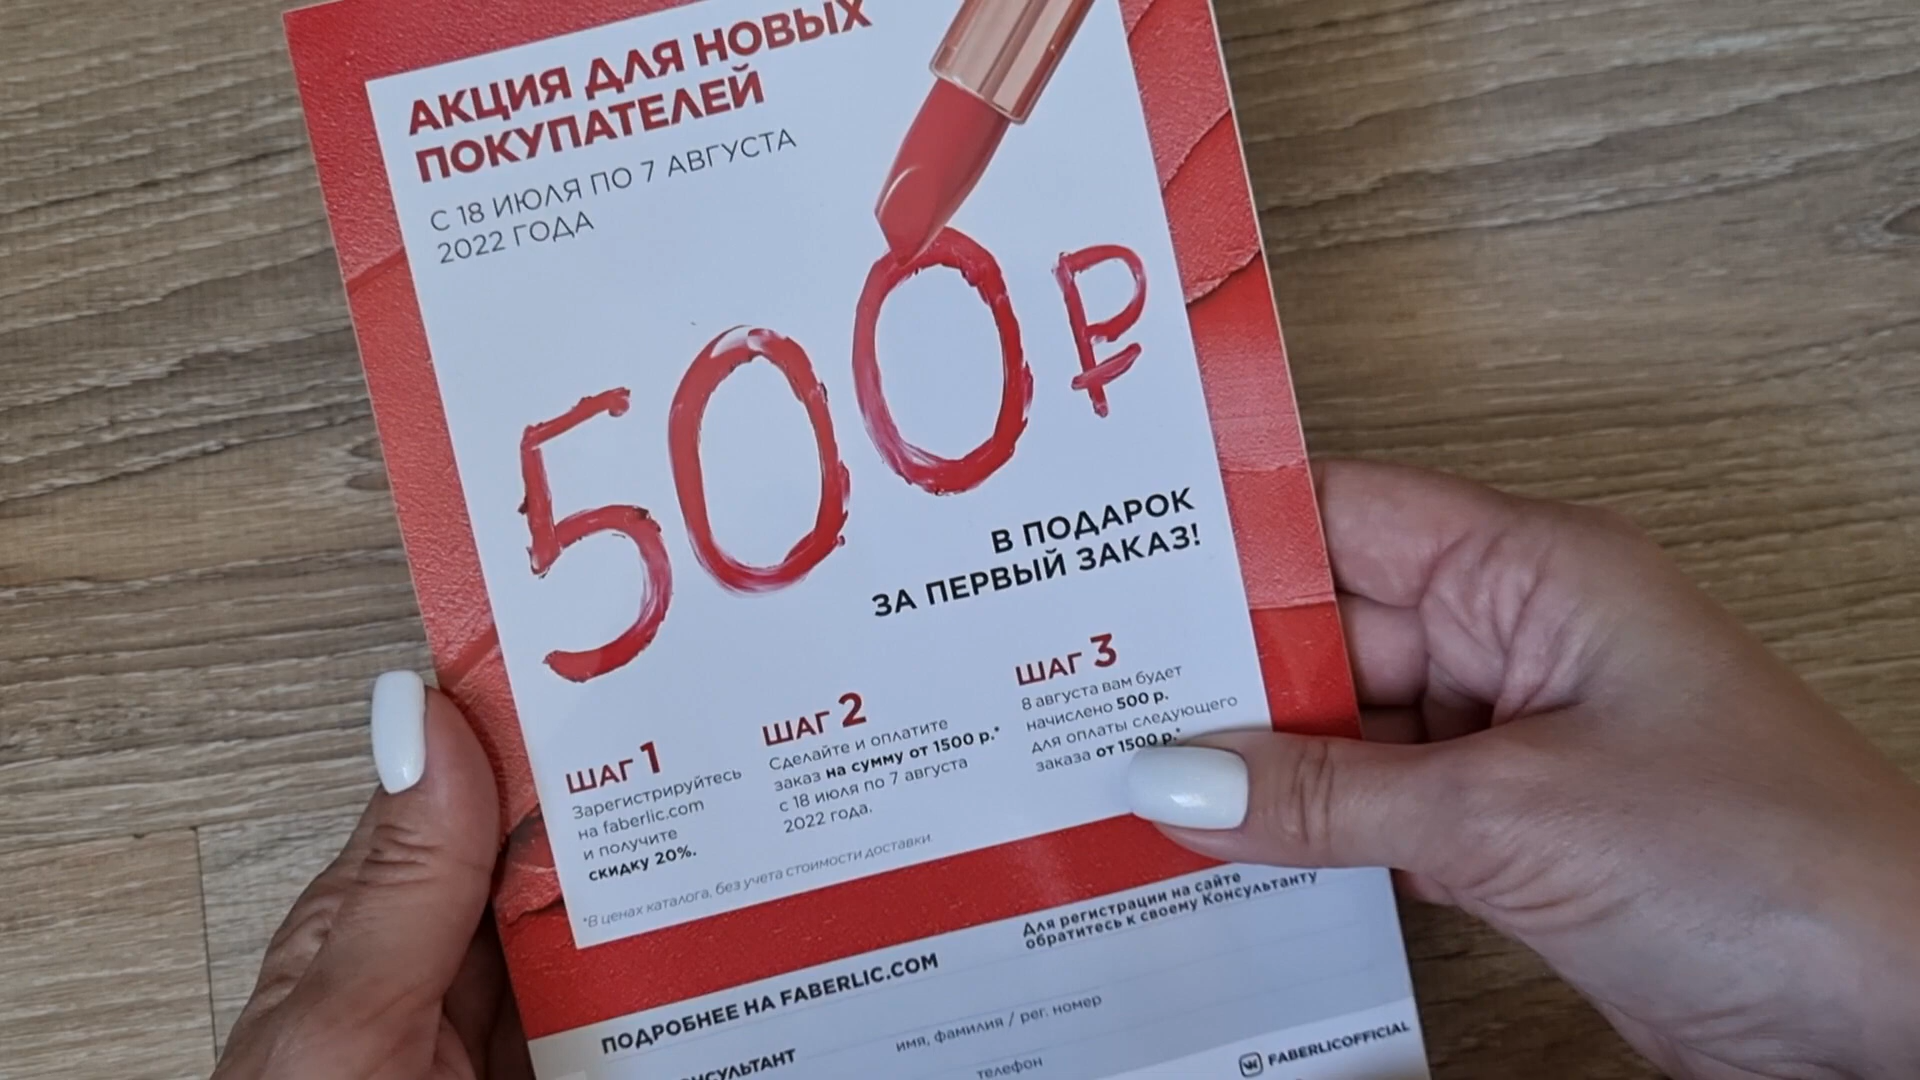 АКЦИЯ ДЛЯ НОВЫХ
ПОКУПАТЕЛЕЙ
С 18 ИЮЛЯ ПО 7 АВГУСТА
2022 ГОДА
500 ₽
В ПОДАРОК
ЗА ПЕРВЫЙ ЗАКАЗ!
ШАГ 1
Зарегистрируйтесь
на faberlic.com
и получите
скидку 20%.
ШАГ 2
Сделайте и оплатите
заказ на сумму от 1500 р.*
с 18 июля по 7 августа
2022 года.
ШАГ 3
8 августа вам будет
начислено 500 р.
для оплаты следующего
заказа от 1500 р.*
*В ценах каталога, без учета стоимости доставки.
ПОДРОБНЕЕ НА FABERLIC.COM
Для регистрации на сайте
обратитесь к своему Консультанту
НСУЛЬТАНТ
имя, фамилия / рег. номер
телефон
FABERLICOFFICIAL